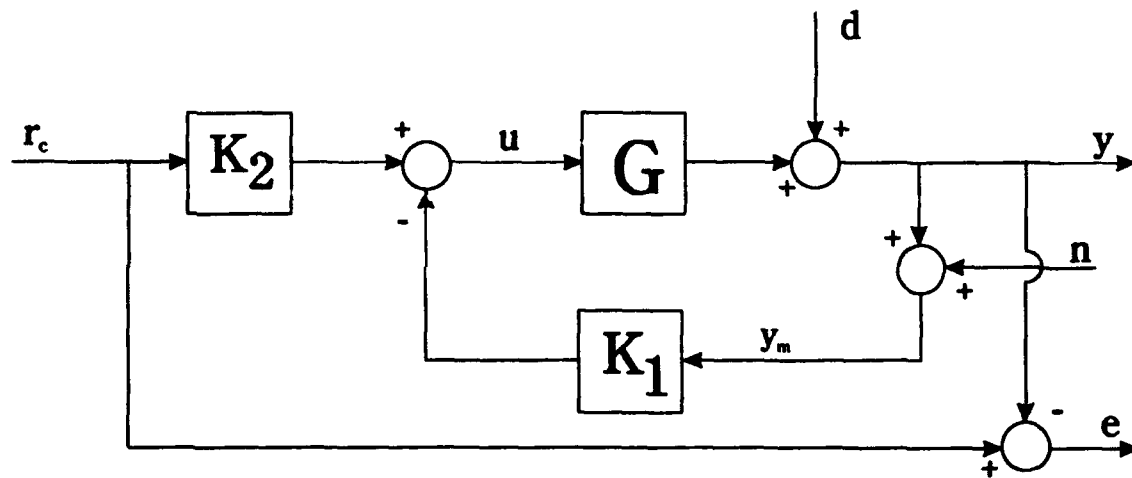 d
r_c
K_2
+
u
G
+
+
y
-
+
n
+
K_1
y_m
-
+
e